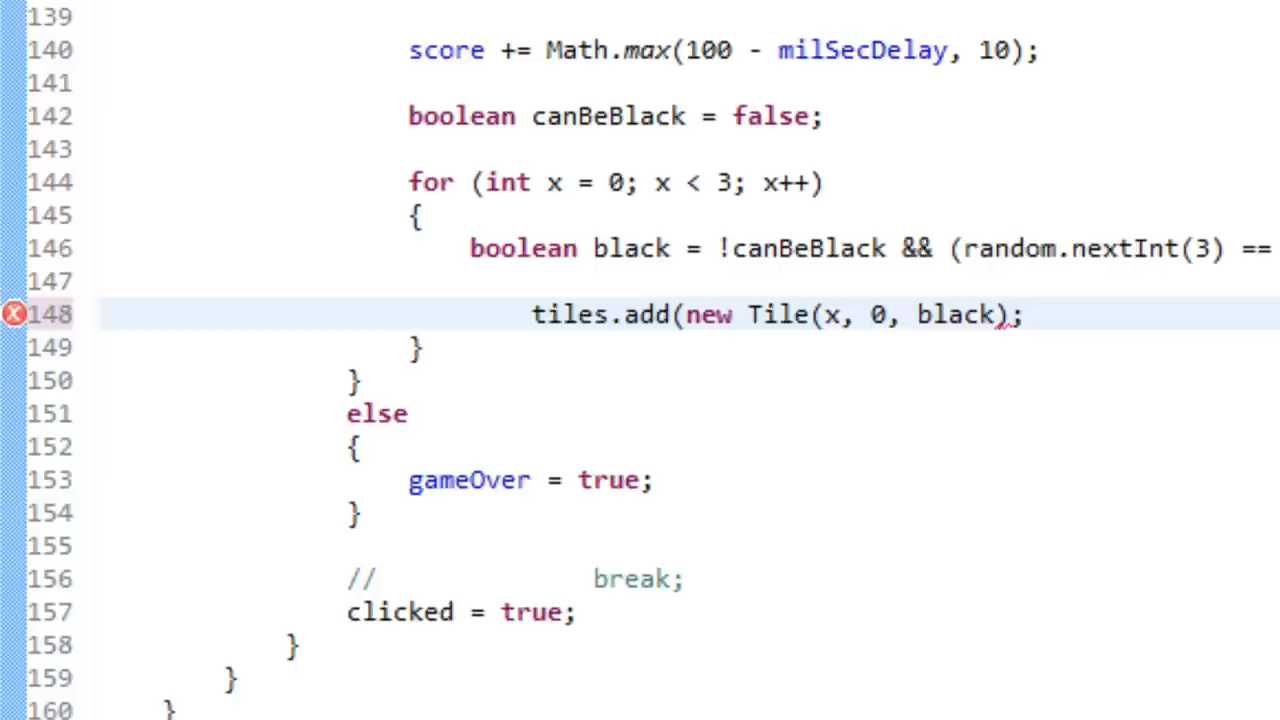 139
140 score += Math.max(100 - milSecDelay, 10);
141
142 boolean canBeBlack = false;
143
144 for (int x = 0; x < 3; x++)
145 {
146 boolean black = !canBeBlack && (random.nextInt(3) ==
147
148 tiles.add(new Tile(x, 0, black);
149 }
150 }
151 else
152 {
153 gameOver = true;
154 }
155
156 // break;
157 clicked = true;
158 }
159 }
160 }